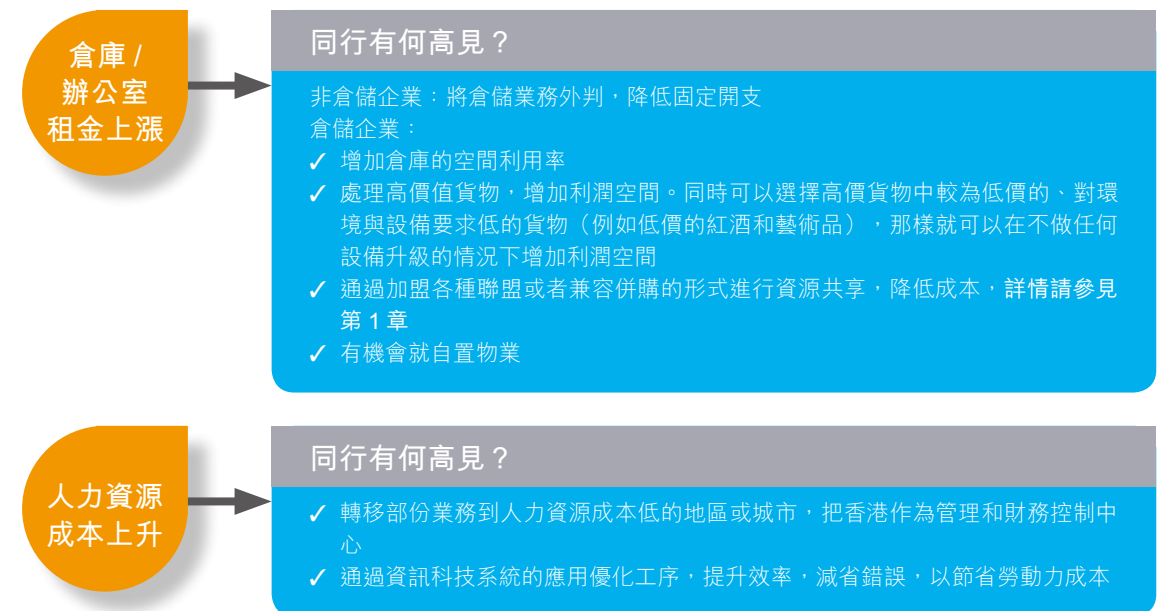 倉庫 /
辦公室
租金上漲
同行有何高見？
非倉儲企業：將倉儲業務外判，降低固定開支
倉儲企業：
✓ 增加倉庫的空間利用率
✓ 處理高價值貨物，增加利潤空間。同時可以選擇高價貨物中較為低價的、對環
境與設備要求低的貨物（例如低價的紅酒和藝術品），那樣就可以在不做任何
設備升級的情況下增加利潤空間
✓ 通過加盟各種聯盟或者兼容併購的形式進行資源共享，降低成本，詳情請參見
第 1 章
✓ 有機會就自置物業
人力資源
成本上升
同行有何高見？
✓ 轉移部份業務到人力資源成本低的地區或城市，把香港作為管理和財務控制中
心
✓ 通過資訊科技系統的應用優化工序，提升效率，減省錯誤，以節省勞動力成本